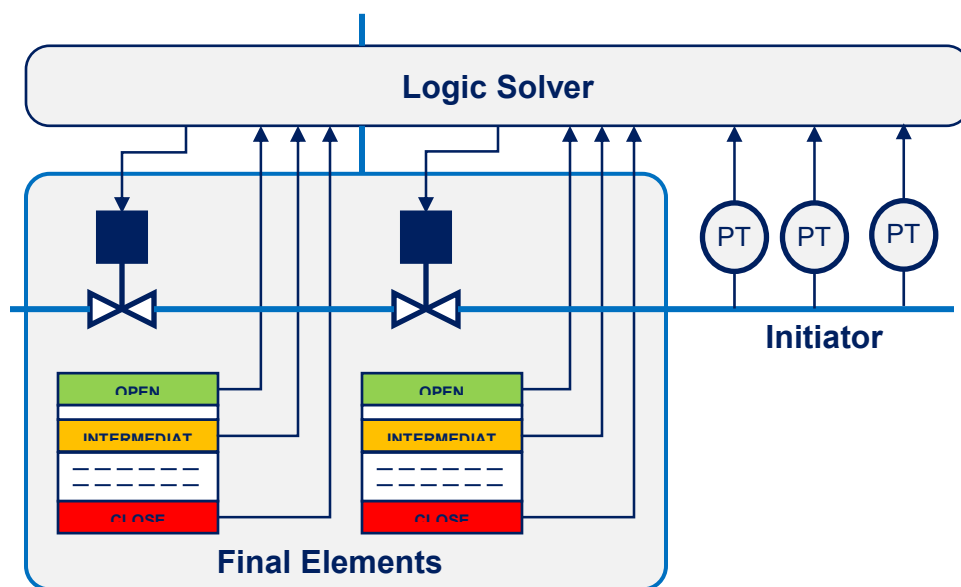 Logic Solver
PT PT PT
Initiator
OPEN OPEN
INTERMEDIAT INTERMEDIAT
CLOSE CLOSE
Final Elements